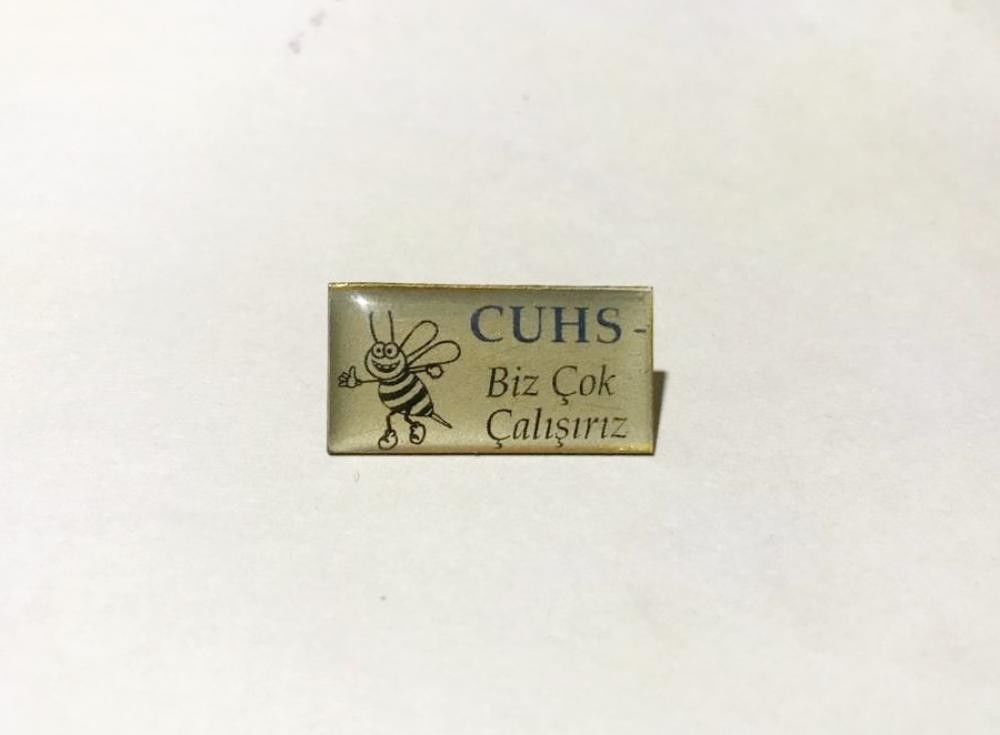 CUHS -
Biz Çok
Çalışırız